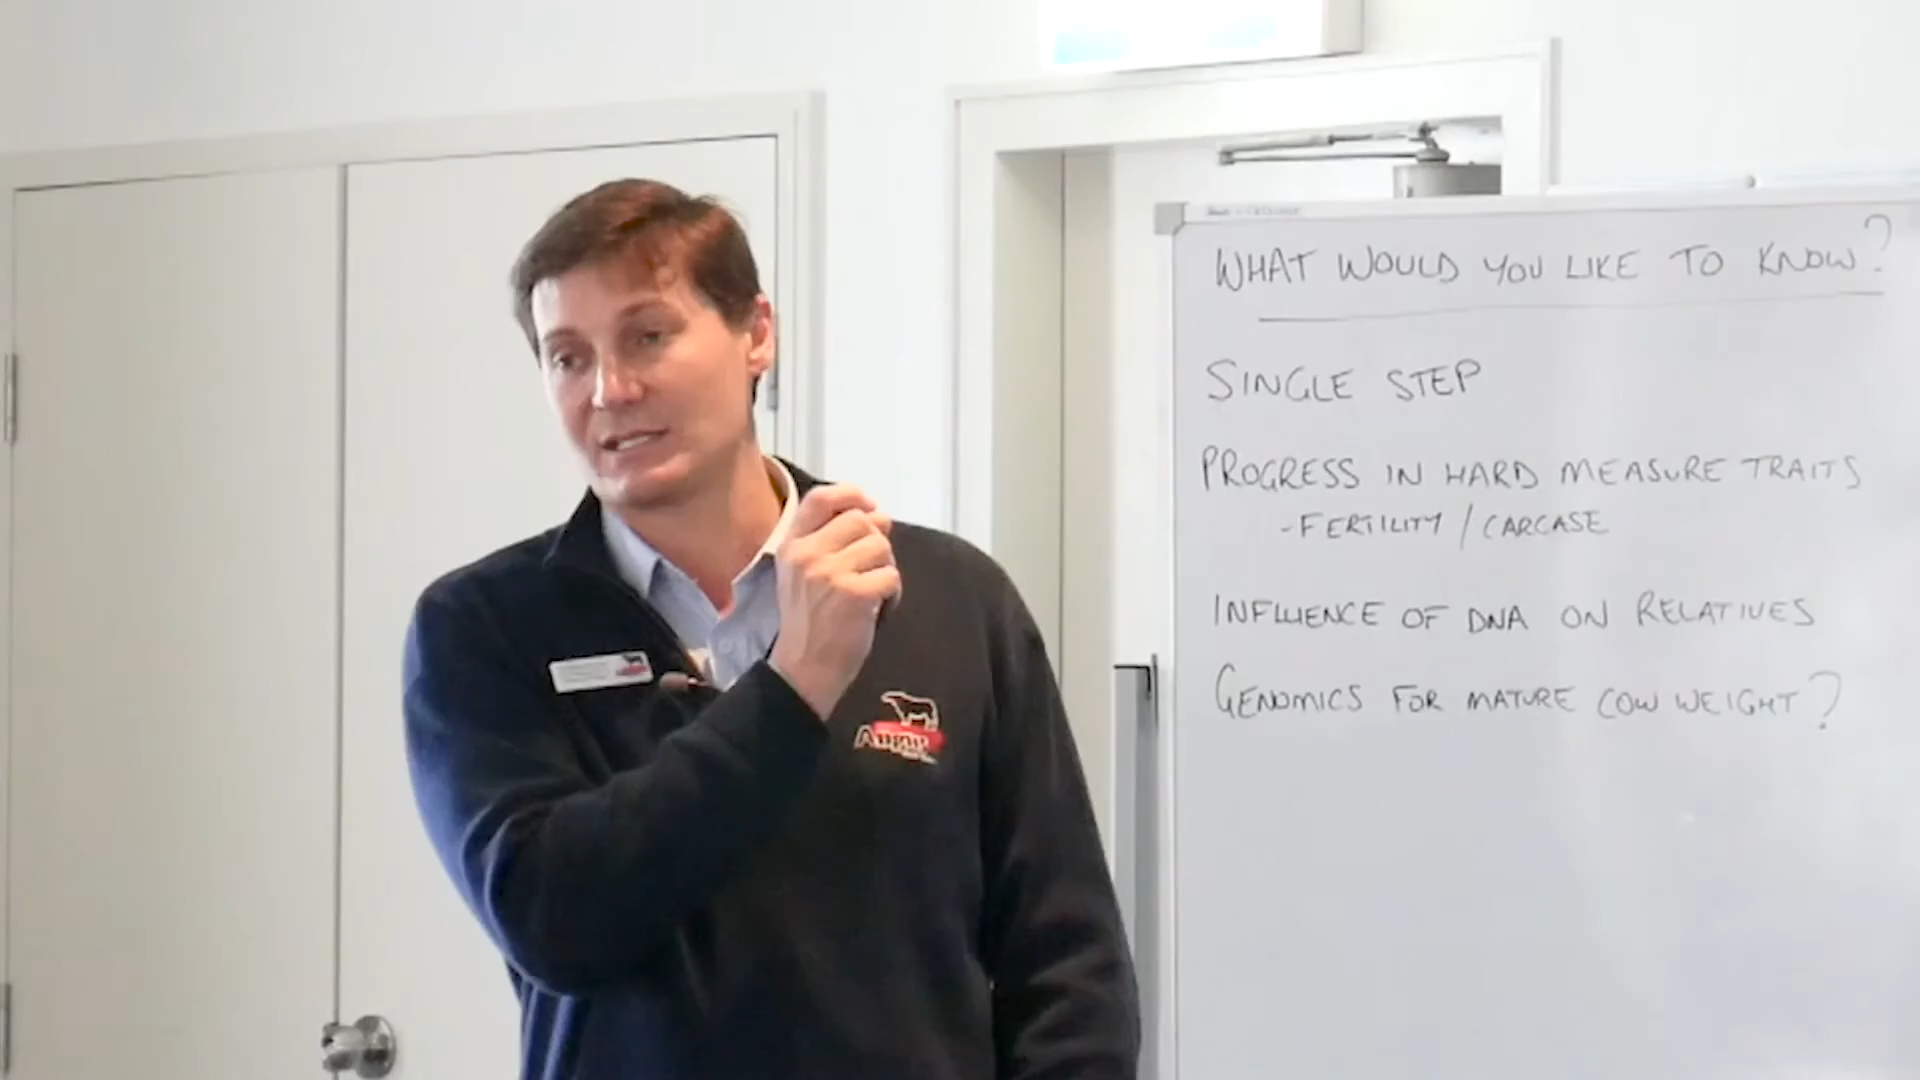 WHAT WOULD YOU LIKE TO KNOW?
SINGLE STEP
PROGRESS IN HARD MEASURE TRAITS
- FERTILITY / CARCASE
INFLUENCE OF DNA ON RELATIVES
GENOMICS FOR MATURE COW WEIGHT?
Angus